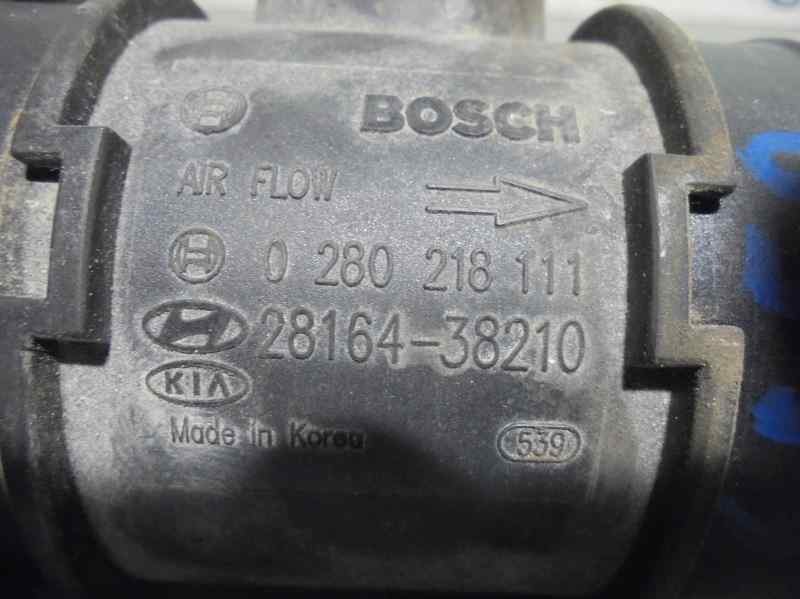 BOSCH
AIR FLOW
0 280 218 111
28164-38210
KIA
Made in Korea
539